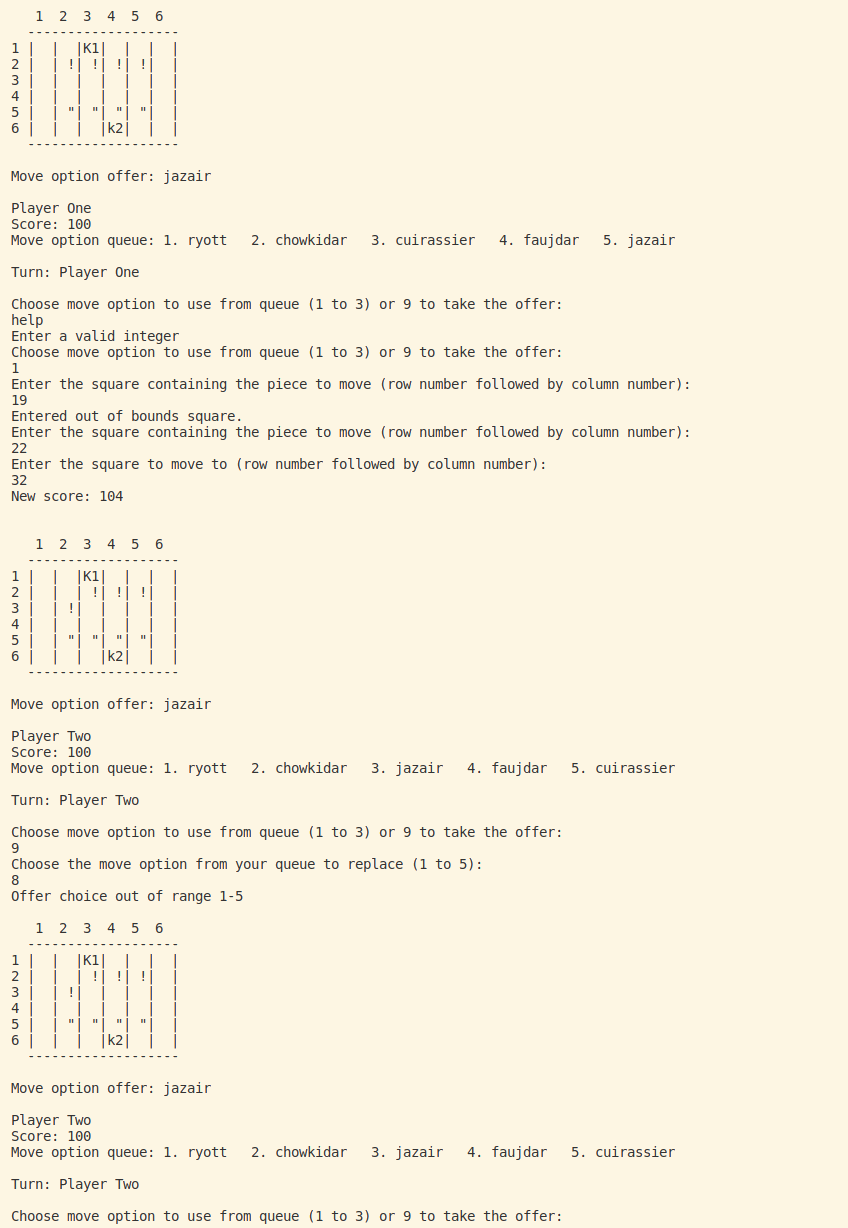 1  2  3  4  5  6
  -------------------
1 |  |  |K1|  |  |  |
2 |  | !| !| !| !|  |
3 |  |  |  |  |  |  |
4 |  |  |  |  |  |  |
5 |  | "| "| "| "|  |
6 |  |  |  |k2|  |  |
  -------------------

Move option offer: jazair

Player One
Score: 100
Move option queue: 1. ryott   2. chowkidar   3. cuirassier   4. faujdar   5. jazair

Turn: Player One

Choose move option to use from queue (1 to 3) or 9 to take the offer:
help
Enter a valid integer
Choose move option to use from queue (1 to 3) or 9 to take the offer:
1
Enter the square containing the piece to move (row number followed by column number):
19
Entered out of bounds square.
Enter the square containing the piece to move (row number followed by column number):
22
Enter the square to move to (row number followed by column number):
32
New score: 104


   1  2  3  4  5  6
  -------------------
1 |  |  |K1|  |  |  |
2 |  |  | !| !| !|  |
3 |  | !|  |  |  |  |
4 |  |  |  |  |  |  |
5 |  | "| "| "| "|  |
6 |  |  |  |k2|  |  |
  -------------------

Move option offer: jazair

Player Two
Score: 100
Move option queue: 1. ryott   2. chowkidar   3. jazair   4. faujdar   5. cuirassier

Turn: Player Two

Choose move option to use from queue (1 to 3) or 9 to take the offer:
9
Choose the move option from your queue to replace (1 to 5):
8
Offer choice out of range 1-5

   1  2  3  4  5  6
  -------------------
1 |  |  |K1|  |  |  |
2 |  |  | !| !| !|  |
3 |  | !|  |  |  |  |
4 |  |  |  |  |  |  |
5 |  | "| "| "| "|  |
6 |  |  |  |k2|  |  |
  -------------------

Move option offer: jazair

Player Two
Score: 100
Move option queue: 1. ryott   2. chowkidar   3. jazair   4. faujdar   5. cuirassier

Turn: Player Two

Choose move option to use from queue (1 to 3) or 9 to take the offer: